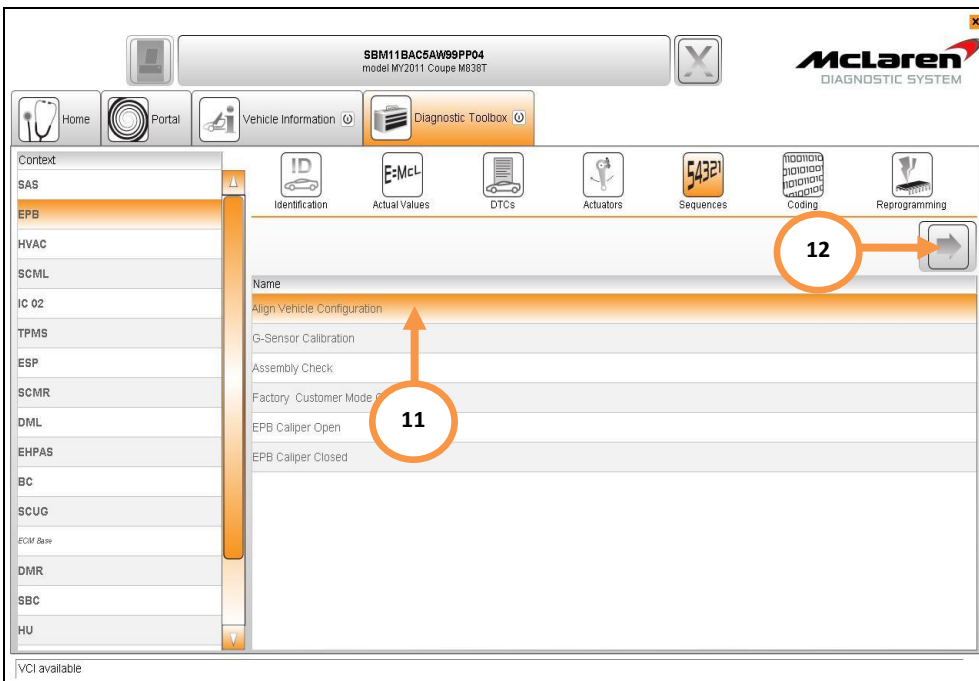 SBM11BAC5AW99PP04
model MY2011 Coupe M838T
McLaren
DIAGNOSTIC SYSTEM
Home
Portal
Vehicle Information
Diagnostic Toolbox
Context
SAS
EPB
HVAC
SCML
IC 02
TPMS
ESP
SCMR
DML
EHPAS
BC
SCUG
ECM Base
DMR
SBC
HU
ID
Identification
E:McL
Actual Values
DTCs
Actuators
54321
Sequences
Coding
Reprogramming
12
Name
Align Vehicle Configuration
G-Sensor Calibration
Assembly Check
Factory Customer Mode
EPB Caliper Open
EPB Caliper Closed
11
VCI available